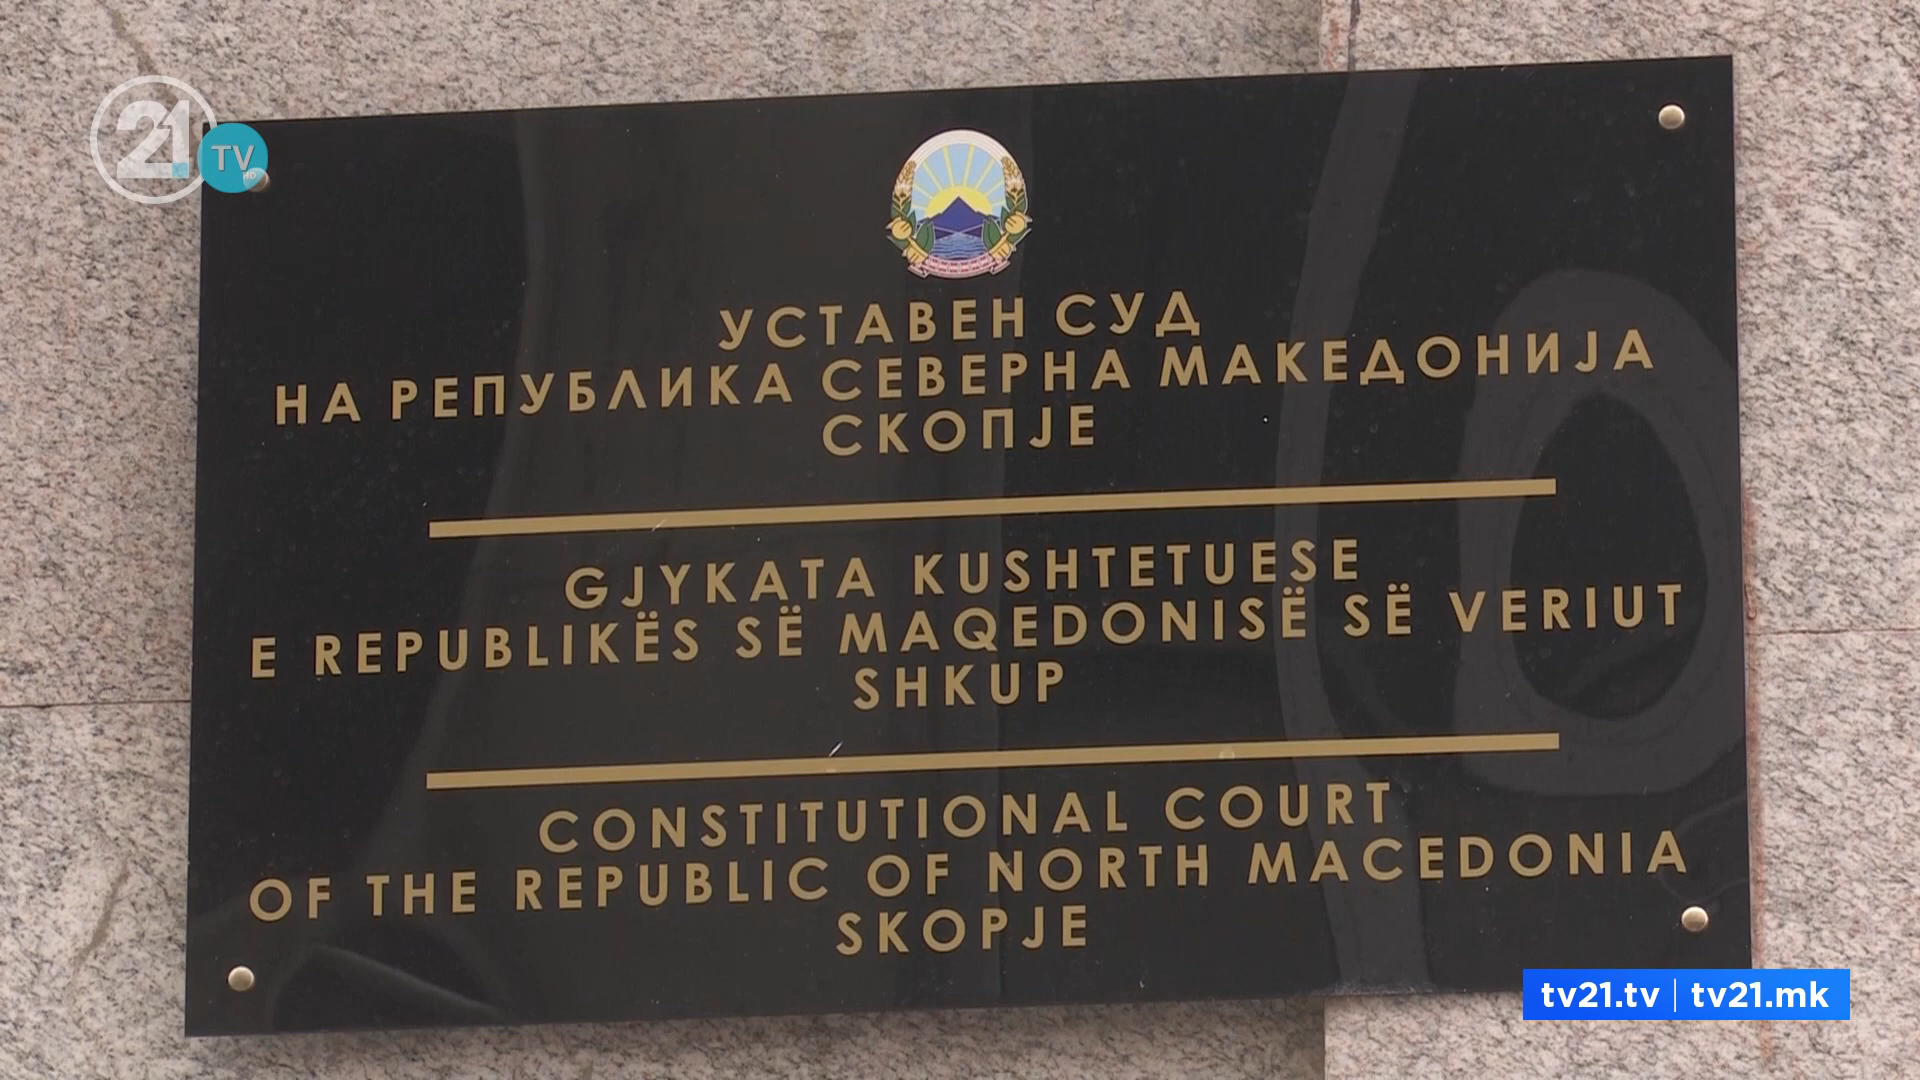 21
TV
HD
УСТАВЕН СУД
НА РЕПУБЛИКА СЕВЕРНА МАКЕДОНИЈА
СКОПЈЕ
GJYKATA KUSHTETUESE
E REPUBLIKËS SË MAQEDONISË SË VERIUT
SHKUP
CONSTITUTIONAL COURT
OF THE REPUBLIC OF NORTH MACEDONIA
SKOPJE
tv21.tv | tv21.mk